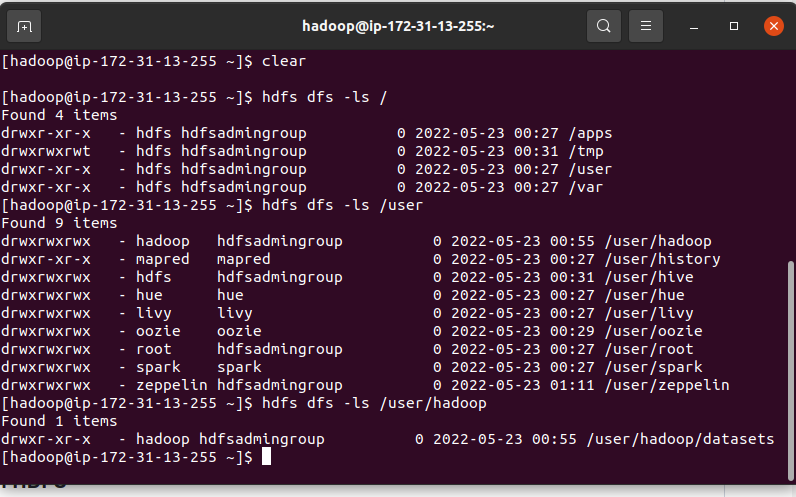 hadoop@ip-172-31-13-255:~
[hadoop@ip-172-31-13-255 ~]$ clear
[hadoop@ip-172-31-13-255 ~]$ hdfs dfs -ls /
Found 4 items
drwxr-xr-x   - hdfs hdfsadmingroup          0 2022-05-23 00:27 /apps
drwxrwxrwt   - hdfs hdfsadmingroup          0 2022-05-23 00:31 /tmp
drwxr-xr-x   - hdfs hdfsadmingroup          0 2022-05-23 00:27 /user
drwxr-xr-x   - hdfs hdfsadmingroup          0 2022-05-23 00:27 /var
[hadoop@ip-172-31-13-255 ~]$ hdfs dfs -ls /user
Found 9 items
drwxrwxrwx   - hadoop   hdfsadmingroup          0 2022-05-23 00:55 /user/hadoop
drwxr-xr-x   - mapred   mapred                  0 2022-05-23 00:27 /user/history
drwxrwxrwx   - hdfs     hdfsadmingroup          0 2022-05-23 00:31 /user/hive
drwxrwxrwx   - hue      hue                     0 2022-05-23 00:27 /user/hue
drwxrwxrwx   - livy     livy                    0 2022-05-23 00:27 /user/livy
drwxrwxrwx   - oozie    oozie                   0 2022-05-23 00:29 /user/oozie
drwxrwxrwx   - root     hdfsadmingroup          0 2022-05-23 00:27 /user/root
drwxrwxrwx   - spark    spark                   0 2022-05-23 00:27 /user/spark
drwxrwxrwx   - zeppelin hdfsadmingroup          0 2022-05-23 01:11 /user/zeppelin
[hadoop@ip-172-31-13-255 ~]$ hdfs dfs -ls /user/hadoop
Found 1 items
drwxr-xr-x   - hadoop hdfsadmingroup          0 2022-05-23 00:55 /user/hadoop/datasets
[hadoop@ip-172-31-13-255 ~]$